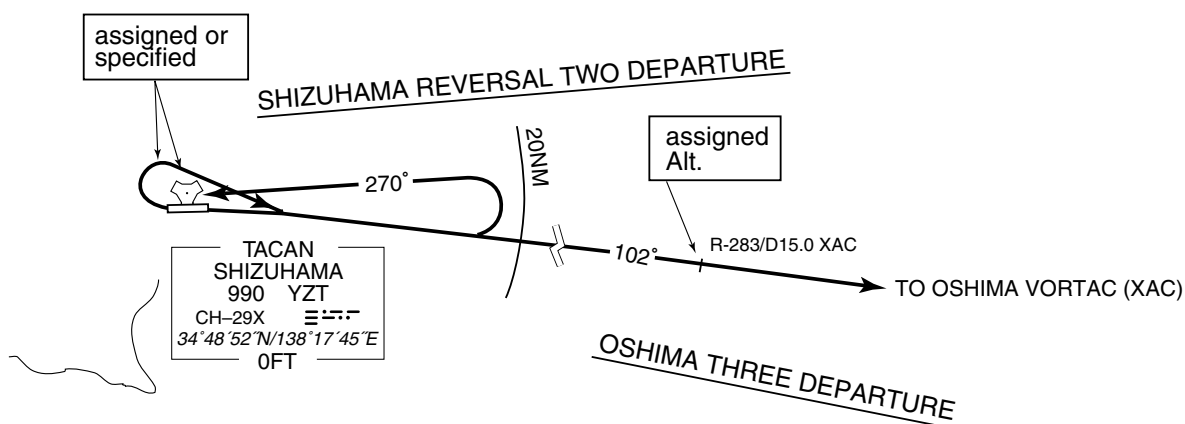 assigned or
specified
SHIZUHAMA REVERSAL TWO DEPARTURE
20NM
assigned
Alt.
270°
102°
R-283/D15.0 XAC
TO OSHIMA VORTAC (XAC)
TACAN
SHIZUHAMA
990 YZT
CH–29X
34°48´52˝N/138°17´45˝E
0FT
OSHIMA THREE DEPARTURE